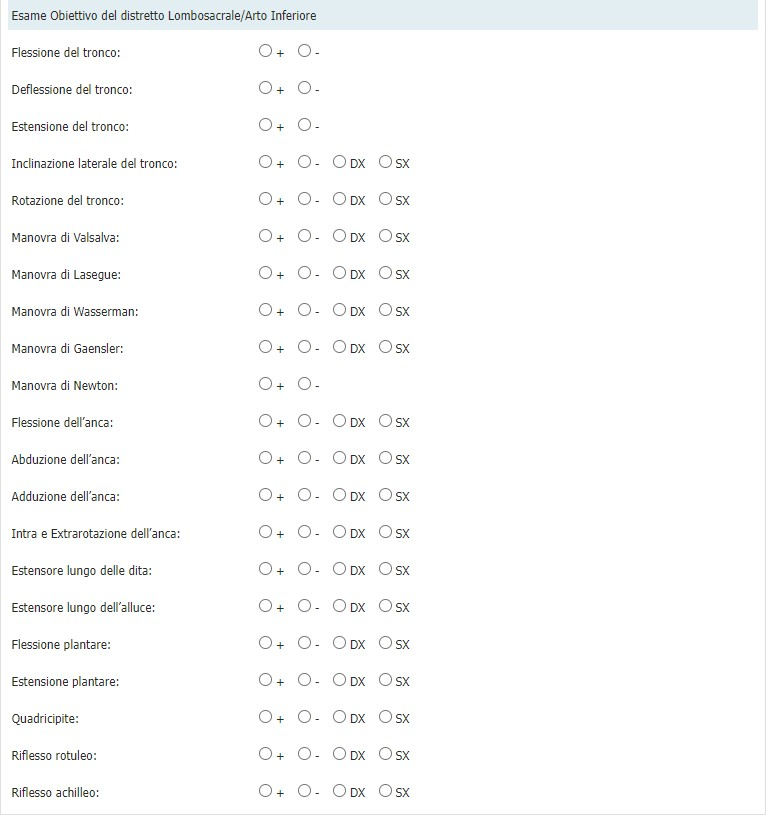 Esame Obiettivo del distretto Lombosacrale/Arto Inferiore
Flessione del tronco: + -
Deflessione del tronco: + -
Estensione del tronco: + -
Inclinazione laterale del tronco: + - DX SX
Rotazione del tronco: + - DX SX
Manovra di Valsalva: + - DX SX
Manovra di Lasegue: + - DX SX
Manovra di Wasserman: + - DX SX
Manovra di Gaensler: + - DX SX
Manovra di Newton: + -
Flessione dell'anca: + - DX SX
Abduzione dell'anca: + - DX SX
Adduzione dell'anca: + - DX SX
Intra e Extrarotazione dell'anca: + - DX SX
Estensore lungo delle dita: + - DX SX
Estensore lungo dell'alluce: + - DX SX
Flessione plantare: + - DX SX
Estensione plantare: + - DX SX
Quadricipite: + - DX SX
Riflesso rotuleo: + - DX SX
Riflesso achilleo: + - DX SX